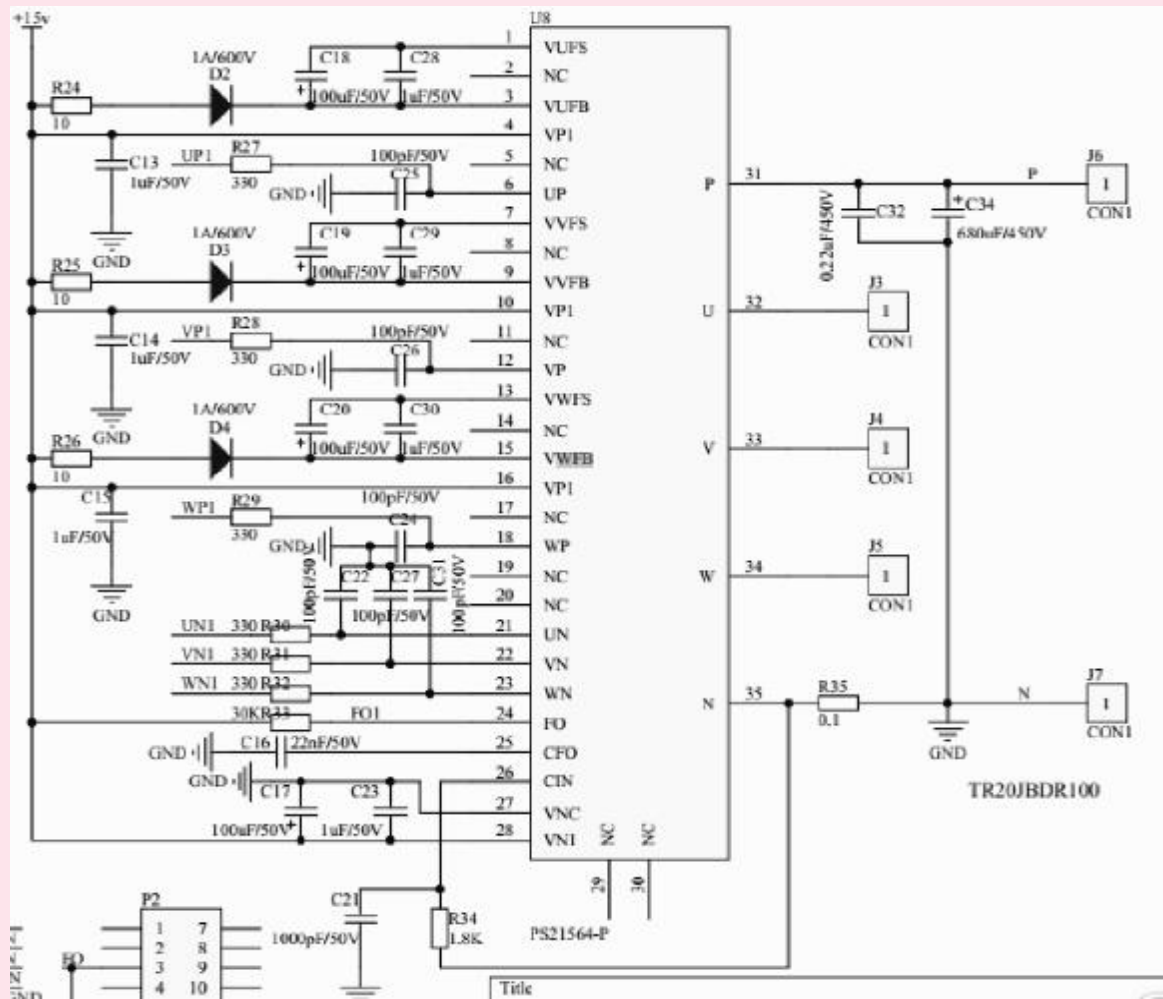 +15v
U8
1 VUFS
2 NC
3 VUFB
4 VP1
5 NC
6 UP
7 VVFS
8 NC
9 VVFB
10 VP1
11 NC
12 VP
13 VWFS
14 NC
15 VWFB
16 VP1
17 NC
18 WP
19 NC
20 NC
21 UN
22 VN
23 WN
24 FO
25 CFO
26 CIN
27 VNC
28 VN1
29 NC
30 NC
PS21564-P
P 31
U 32
V 33
W 34
N 35
R24
10
1A/600V
D2
C18
100uF/50V
C28
1uF/50V
C13
1uF/50V
GND
UP1
R27
330
100pF/50V
C25
GND
R25
10
1A/600V
D3
C19
100uF/50V
C29
1uF/50V
C14
1uF/50V
GND
VP1
R28
330
100pF/50V
C26
GND
R26
10
1A/600V
D4
C20
100uF/50V
C30
1uF/50V
C15
1uF/50V
GND
WP1
R29
330
100pF/50V
C24
GND
100pF/50V
C22
C27
100pF/50V
C31
100pF/50V
UN1 330 R30
VN1 330 R31
WN1 330 R32
30K R33 FO1
GND C16 22nF/50V
GND
C17
100uF/50V
C23
1uF/50V
C21
1000pF/50V
R34
1.8K
P
J6
1
CON1
0.22uF/450V
C32
C34
680uF/450V
J3
1
CON1
J4
1
CON1
J5
1
CON1
R35
0.1
N
J7
1
CON1
GND
TR20JBDR100
P2
1 7
2 8
3 9
4 10
FO
GND
Title